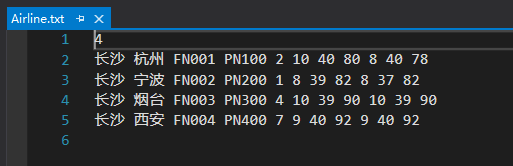 Airline.txt
1 4
2 长沙 杭州 FN001 PN100 2 10 40 80 8 40 78
3 长沙 宁波 FN002 PN200 1 8 39 82 8 37 82
4 长沙 烟台 FN003 PN300 4 10 39 90 10 39 90
5 长沙 西安 FN004 PN400 7 9 40 92 9 40 92
6